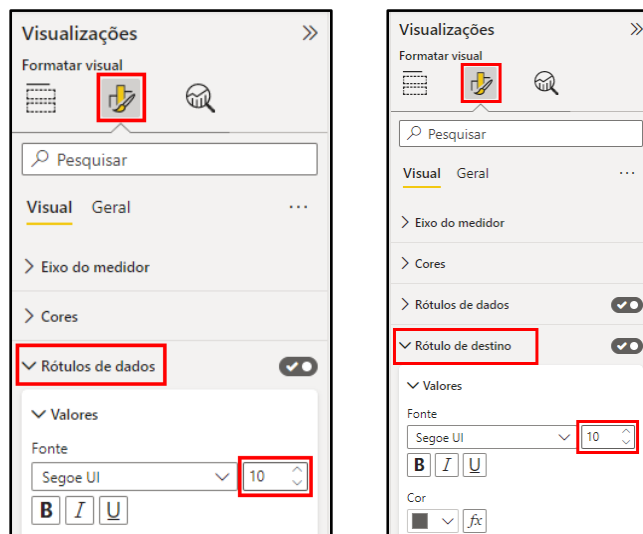 Visualizações
Formatar visual
Pesquisar
Visual Geral
Eixo do medidor
Cores
Rótulos de dados
Valores
Fonte
Segoe UI 10
B I U
Visualizações
Formatar visual
Pesquisar
Visual Geral
Eixo do medidor
Cores
Rótulos de dados
Rótulo de destino
Valores
Fonte
Segoe UI 10
B I U
Cor
fx